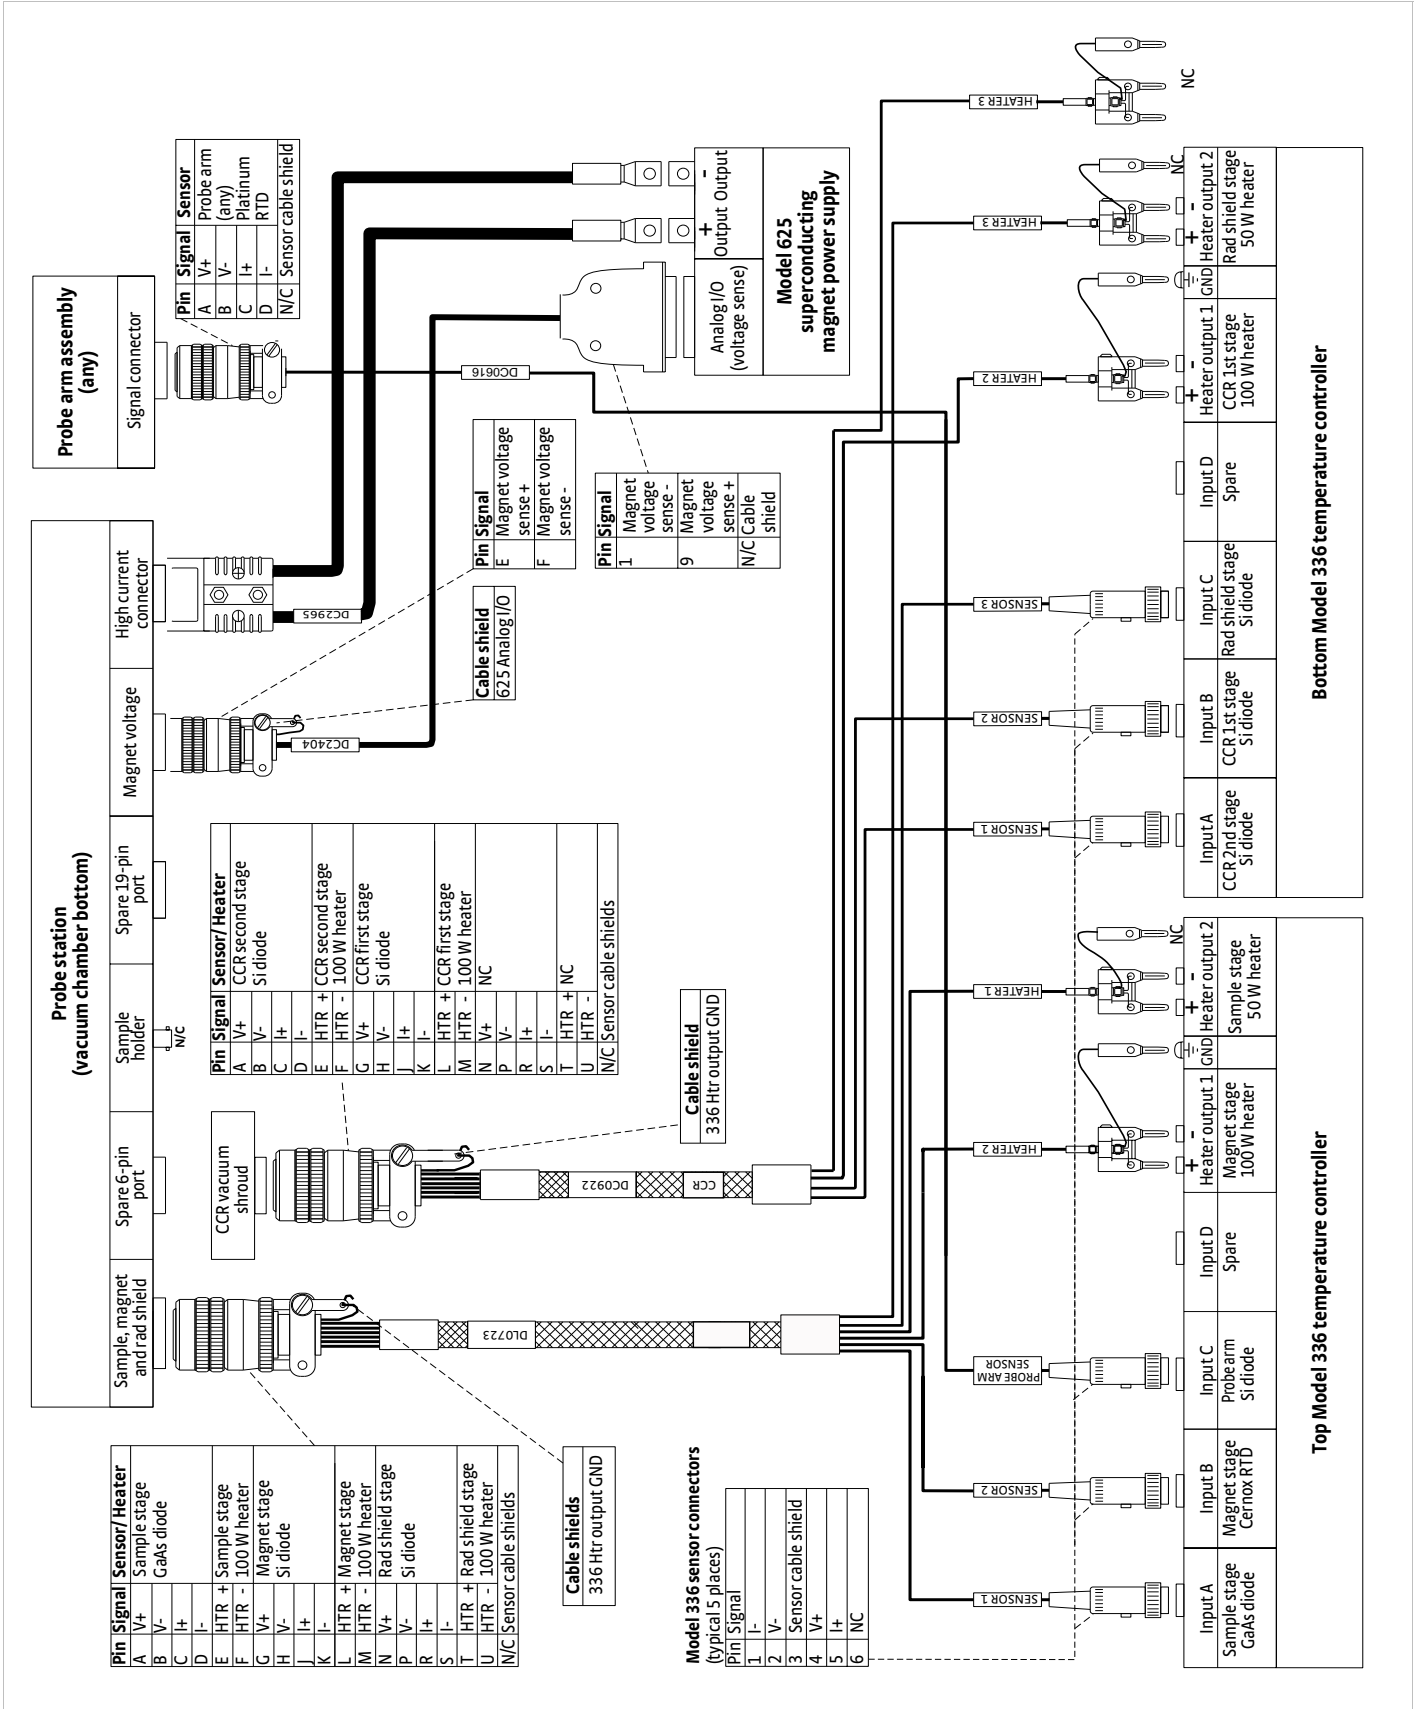 Probe station
(vacuum chamber bottom)
Sample, magnet
and rad shield
Spare 6-pin
port
Sample
holder
N/C
Spare 19-pin
port
Magnet voltage
High current
connector
Probe arm assembly
(any)
Signal connector
Pin Signal Sensor/ Heater
A V+ Sample stage
B V- GaAs diode
C I+
D I-
E HTR + Sample stage
F HTR - 100 W heater
G V+ Magnet stage
H V- Si diode
J I+
K I-
L HTR + Magnet stage
M HTR - 100 W heater
N V+ Rad shield stage
P V- Si diode
R I+
S I-
T HTR + Rad shield stage
U HTR - 100 W heater
N/C Sensor cable shields
Cable shields
336 Htr output GND
DL0723
CCR vacuum
shroud
Pin Signal Sensor/ Heater
A V+ CCR second stage
B V- Si diode
C I+
D I-
E HTR + CCR second stage
F HTR - 100 W heater
G V+ CCR first stage
H V- Si diode
J I+
K I-
L HTR + CCR first stage
M HTR - 100 W heater
N V+ NC
P V-
R I+
S I-
T HTR + NC
U HTR -
N/C Sensor cable shields
Cable shield
336 Htr output GND
DC0922
CCR
DC2404
DC2965
Cable shield
625 Analog I/O
Pin Signal
E Magnet voltage
sense +
F Magnet voltage
sense -
Pin Signal Sensor
A V+ Probe arm
B V- (any)
C I+ Platinum
D I- RTD
N/C Sensor cable shield
DC0616
Pin Signal
1 Magnet
voltage
sense -
9 Magnet
voltage
sense +
N/C Cable
shield
Analog I/O
(voltage sense)
+
Output
-
Output
Model 625
superconducting
magnet power supply
Model 336 sensor connectors
(typical 5 places)
Pin Signal
1 I-
2 V-
3 Sensor cable shield
4 V+
5 I+
6 NC
SENSOR 1
SENSOR 2
PROBE ARM
SENSOR
HEATER 2
HEATER 1
SENSOR 1
SENSOR 2
SENSOR 3
HEATER 2
HEATER 3
HEATER 3
NC
Input A
Sample stage
GaAs diode
Input B
Magnet stage
Cernox RTD
Input C
Probe arm
Si diode
Input D
Spare
+ -
Heater output 1
Magnet stage
100 W heater
GND
+ - NC
Heater output 2
Sample stage
50 W heater
Top Model 336 temperature controller
Input A
CCR 2nd stage
Si diode
Input B
CCR 1st stage
Si diode
Input C
Rad shield stage
Si diode
Input D
Spare
+ -
Heater output 1
CCR 1st stage
100 W heater
GND
+ - NC
Heater output 2
Rad shield stage
50 W heater
Bottom Model 336 temperature controller